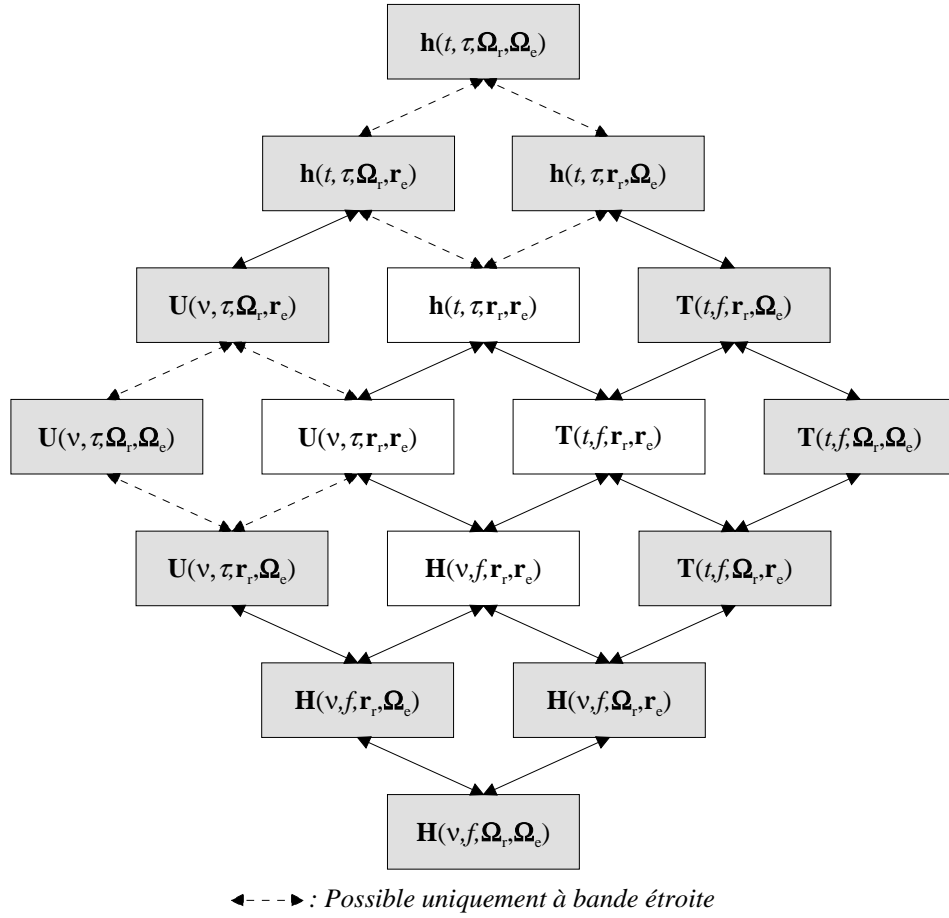 h(t, τ, Ωr, Ωe)
h(t, τ, Ωr, re)
h(t, τ, rr, Ωe)
U(ν, τ, Ωr, re)
h(t, τ, rr, re)
T(t,f, rr, Ωe)
U(ν, τ, Ωr, Ωe)
U(ν, τ, rr, re)
T(t,f, rr, re)
T(t,f, Ωr, Ωe)
U(ν, τ, rr, Ωe)
H(ν,f, rr, re)
T(t,f, Ωr, re)
H(ν,f, rr, Ωe)
H(ν,f, Ωr, re)
H(ν,f, Ωr, Ωe)
: Possible uniquement à bande étroite